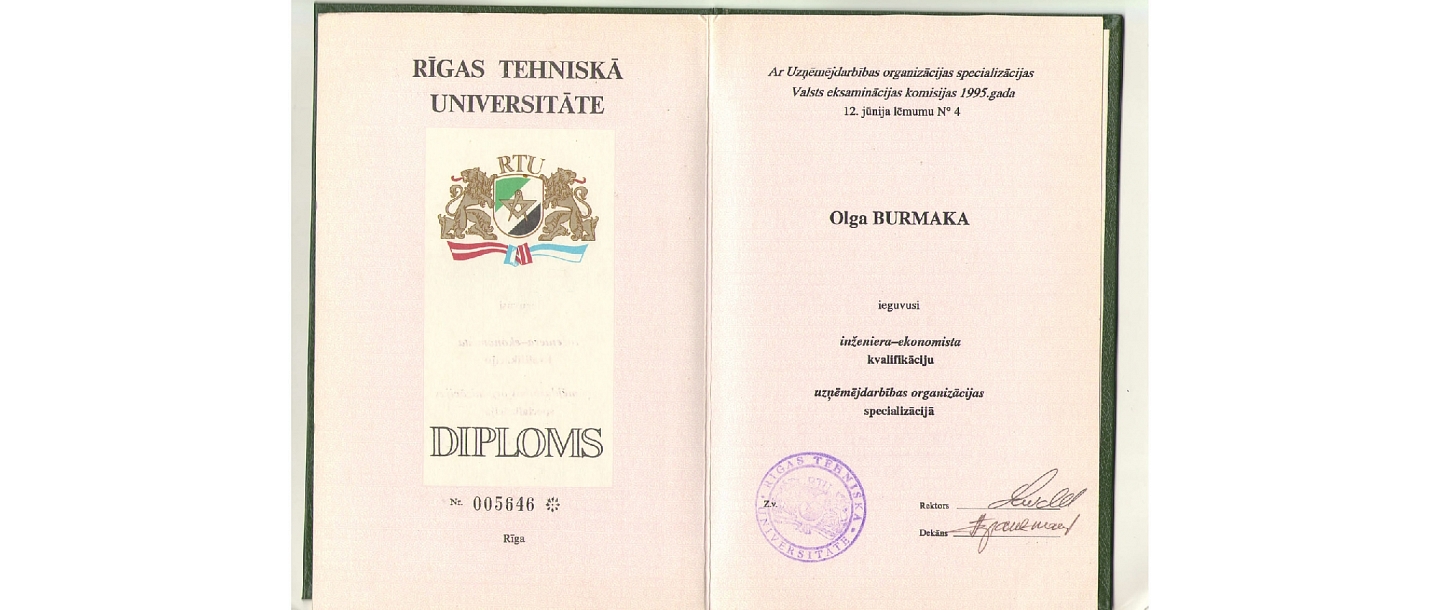 RĪGAS TEHNISKĀ
UNIVERSITĀTE
RTU
DIPLOMS
Nr. 005646
Rīga
Ar Uzņēmējdarbības organizācijas specializācijas
Valsts eksaminācijas komisijas 1995.gada
12. jūnija lēmumu N° 4
Olga BURMAKA
ieguvusi
inženiera–ekonomista
kvalifikāciju
uzņēmējdarbības organizācijas
specializācijā
Z.v.
RĪGAS TEHNISKĀ
UNIVERSITĀTE
RTU
Rektors
Dekāns